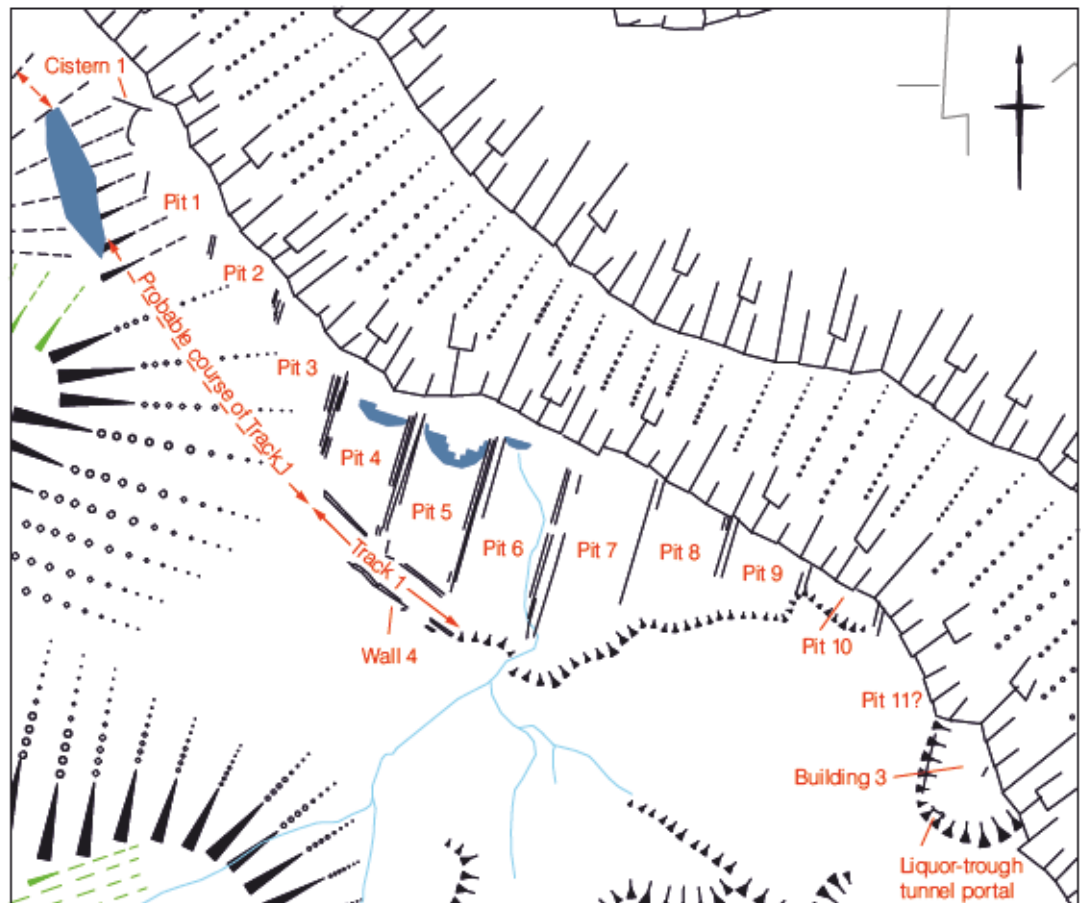 Cistern 1
Pit 1
Pit 2
Probable course of Track 1
Pit 3
Pit 4
Pit 5
Pit 6
Pit 7
Pit 8
Pit 9
Track 1
Wall 4
Pit 10
Pit 11?
Building 3
Liquor-trough
tunnel portal